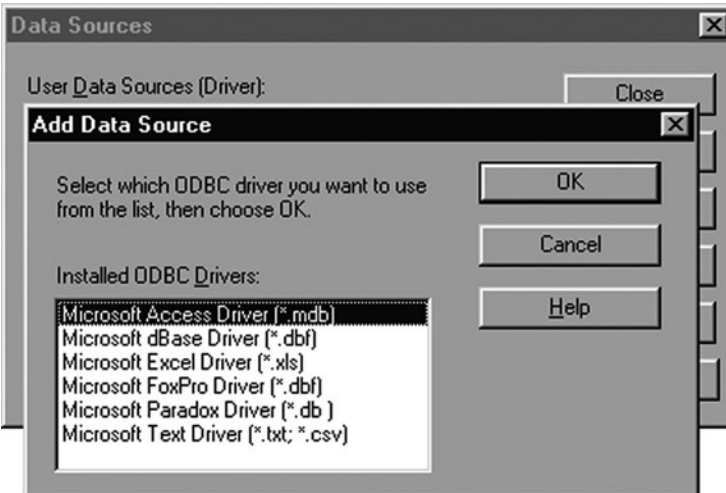 Data Sources
User Data Sources (Driver):
Close
Add Data Source
Select which ODBC driver you want to use
from the list, then choose OK.
OK
Cancel
Help
Installed ODBC Drivers:
Microsoft Access Driver (*.mdb)
Microsoft dBase Driver (*.dbf)
Microsoft Excel Driver (*.xls)
Microsoft FoxPro Driver (*.dbf)
Microsoft Paradox Driver (*.db )
Microsoft Text Driver (*.txt; *.csv)